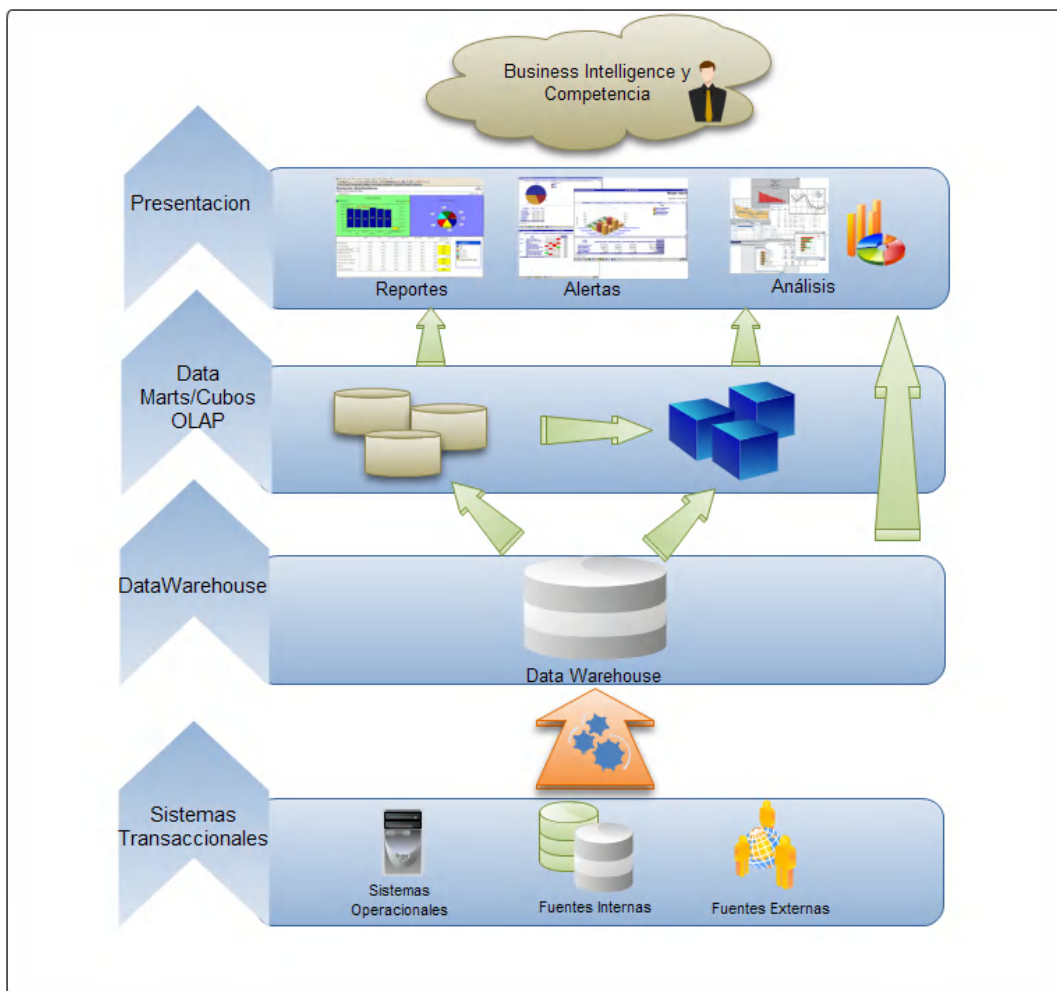 Business Intelligence y
Competencia
Presentacion
Reportes
Alertas
Análisis
Data
Marts/Cubos
OLAP
DataWarehouse
Data Warehouse
Sistemas
Transaccionales
Sistemas
Operacionales
Fuentes Internas
Fuentes Externas